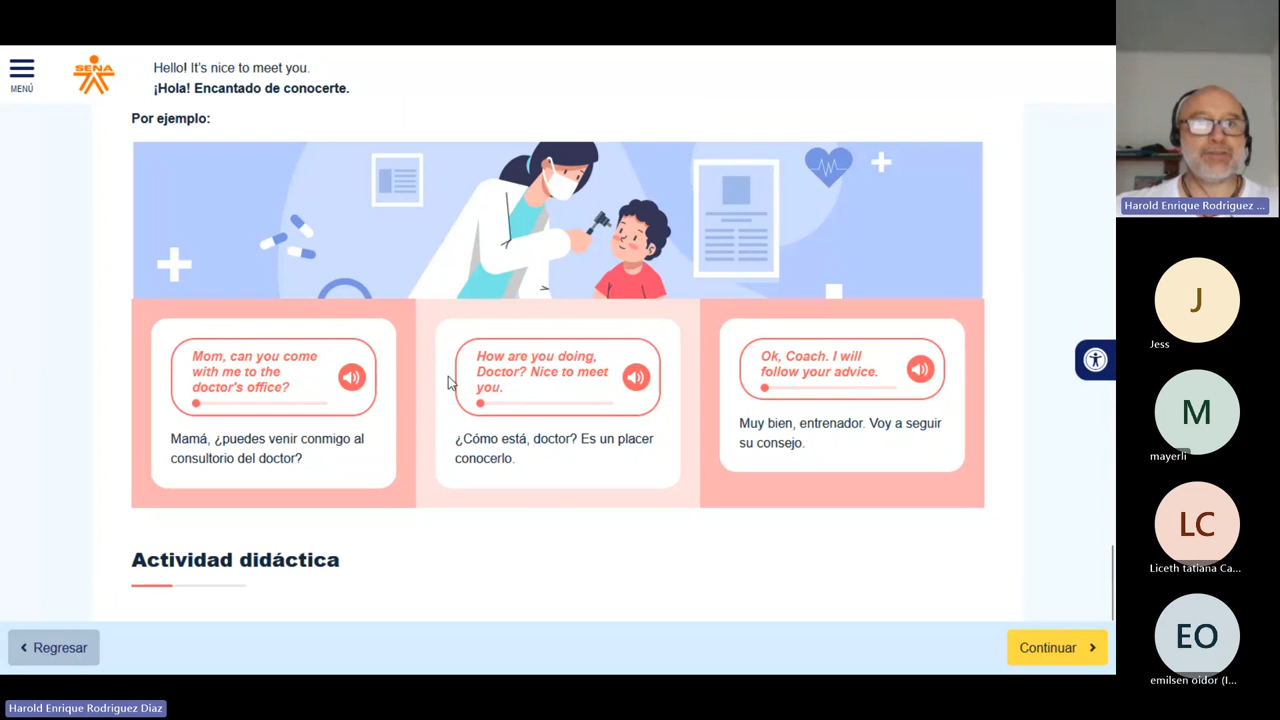 MENÚ
SENA
Hello! It's nice to meet you.
¡Hola! Encantado de conocerte.
Por ejemplo:
Mom, can you come
with me to the
doctor's office?
Mamá, ¿puedes venir conmigo al
consultorio del doctor?
How are you doing,
Doctor? Nice to meet
you.
¿Cómo está, doctor? Es un placer
conocerlo.
Ok, Coach. I will
follow your advice.
Muy bien, entrenador. Voy a seguir
su consejo.
Actividad didáctica
Regresar
Continuar
Harold Enrique Rodriguez Diaz
Harold Enrique Rodriguez ...
J
Jess
M
mayerli
LC
Liceth tatiana Ca...
EO
emilsen oidor (I...